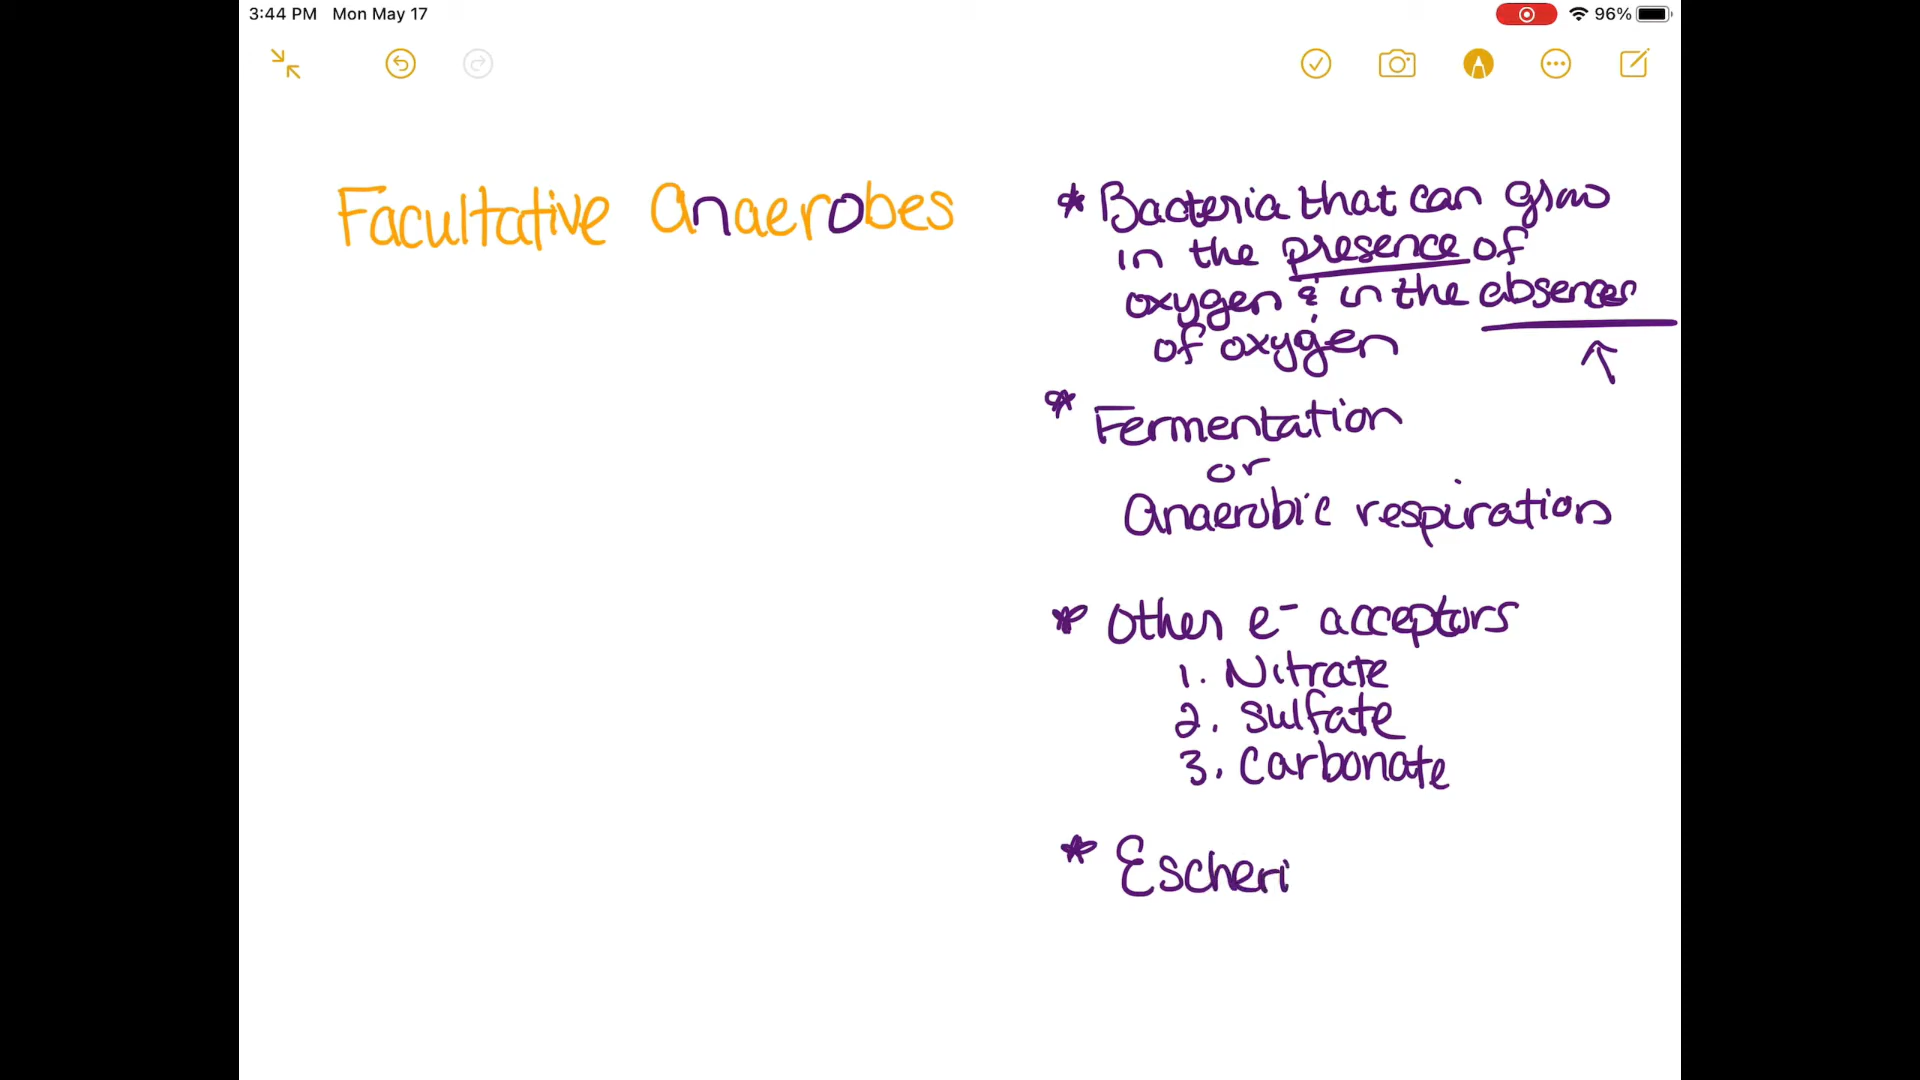 3:44 PM Mon May 17
96%
Facultative Anaerobes
* Bacteria that can grow
in the presence of
oxygen & in the absence
of oxygen
* Fermentation
or
Anaerobic respiration
* Other e- acceptors
1. Nitrate
2. Sulfate
3. Carbonate
* Escheri